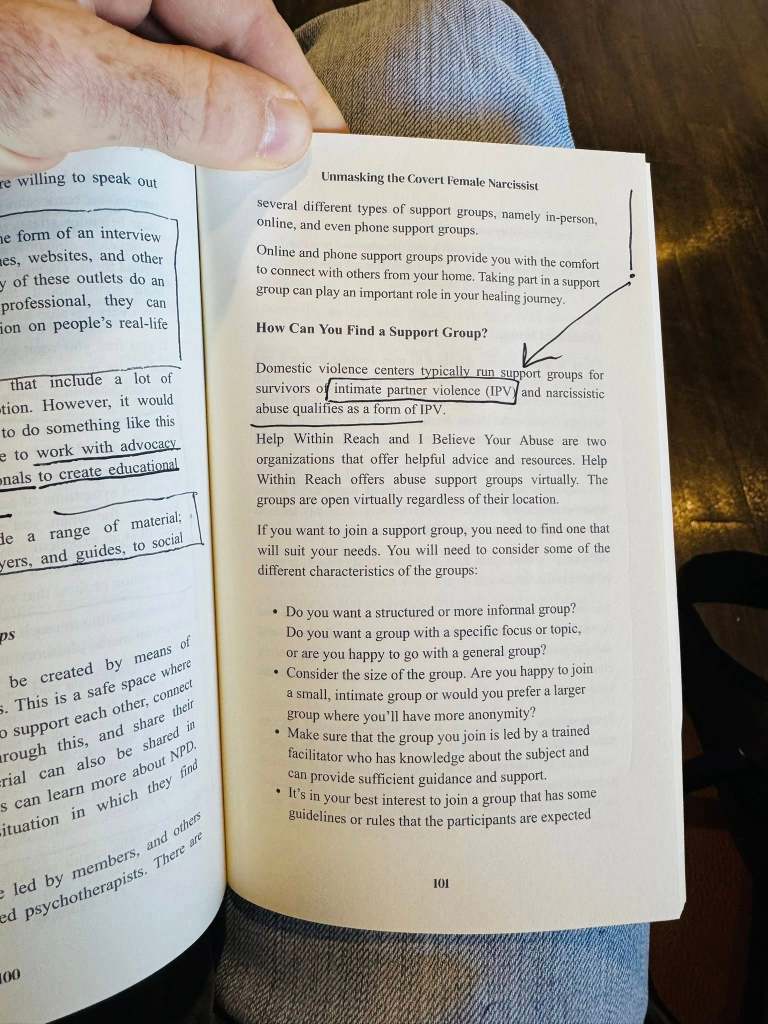 re willing to speak out
form of an interview
es, websites, and other
y of these outlets do an
professional, they can
ion on people's real-life
that include a lot of
tion. However, it would
to do something like this
e to work with advocacy
nals to create educational
de a range of material;
yers, and guides, to social
ps
be created by means of
s. This is a safe space where
o support each other, connect
rough this, and share their
rial can also be shared in
s can learn more about NPD.
ituation in which they find
e led by members, and others
ed psychotherapists. There are
100
Unmasking the Covert Female Narcissist
several different types of support groups, namely in-person,
online, and even phone support groups.
Online and phone support groups provide you with the comfort
to connect with others from your home. Taking part in a support
group can play an important role in your healing journey.
How Can You Find a Support Group?
Domestic violence centers typically run support groups for
survivors of intimate partner violence (IPV) and narcissistic
abuse qualifies as a form of IPV.
Help Within Reach and I Believe Your Abuse are two
organizations that offer helpful advice and resources. Help
Within Reach offers abuse support groups virtually. The
groups are open virtually regardless of their location.
If you want to join a support group, you need to find one that
will suit your needs. You will need to consider some of the
different characteristics of the groups:
• Do you want a structured or more informal group?
Do you want a group with a specific focus or topic,
or are you happy to go with a general group?
• Consider the size of the group. Are you happy to join
a small, intimate group or would you prefer a larger
group where you'll have more anonymity?
• Make sure that the group you join is led by a trained
facilitator who has knowledge about the subject and
can provide sufficient guidance and support.
• It's in your best interest to join a group that has some
guidelines or rules that the participants are expected
101